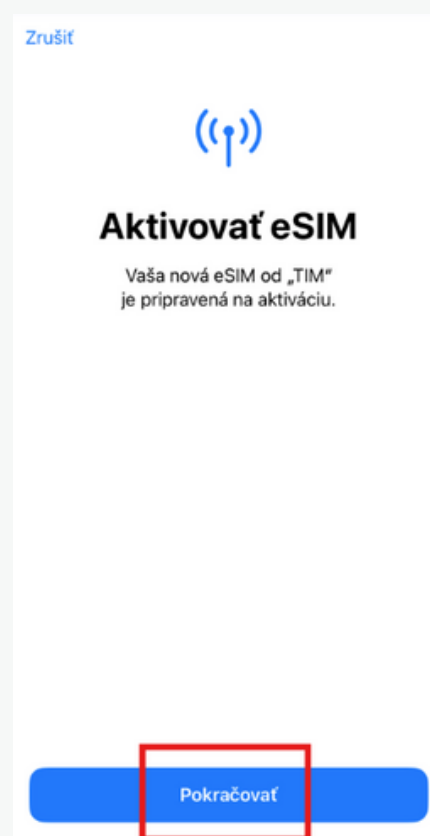 Zrušiť
Aktivovať eSIM
Vaša nová eSIM od „TIM“
je pripravená na aktiváciu.
Pokračovať